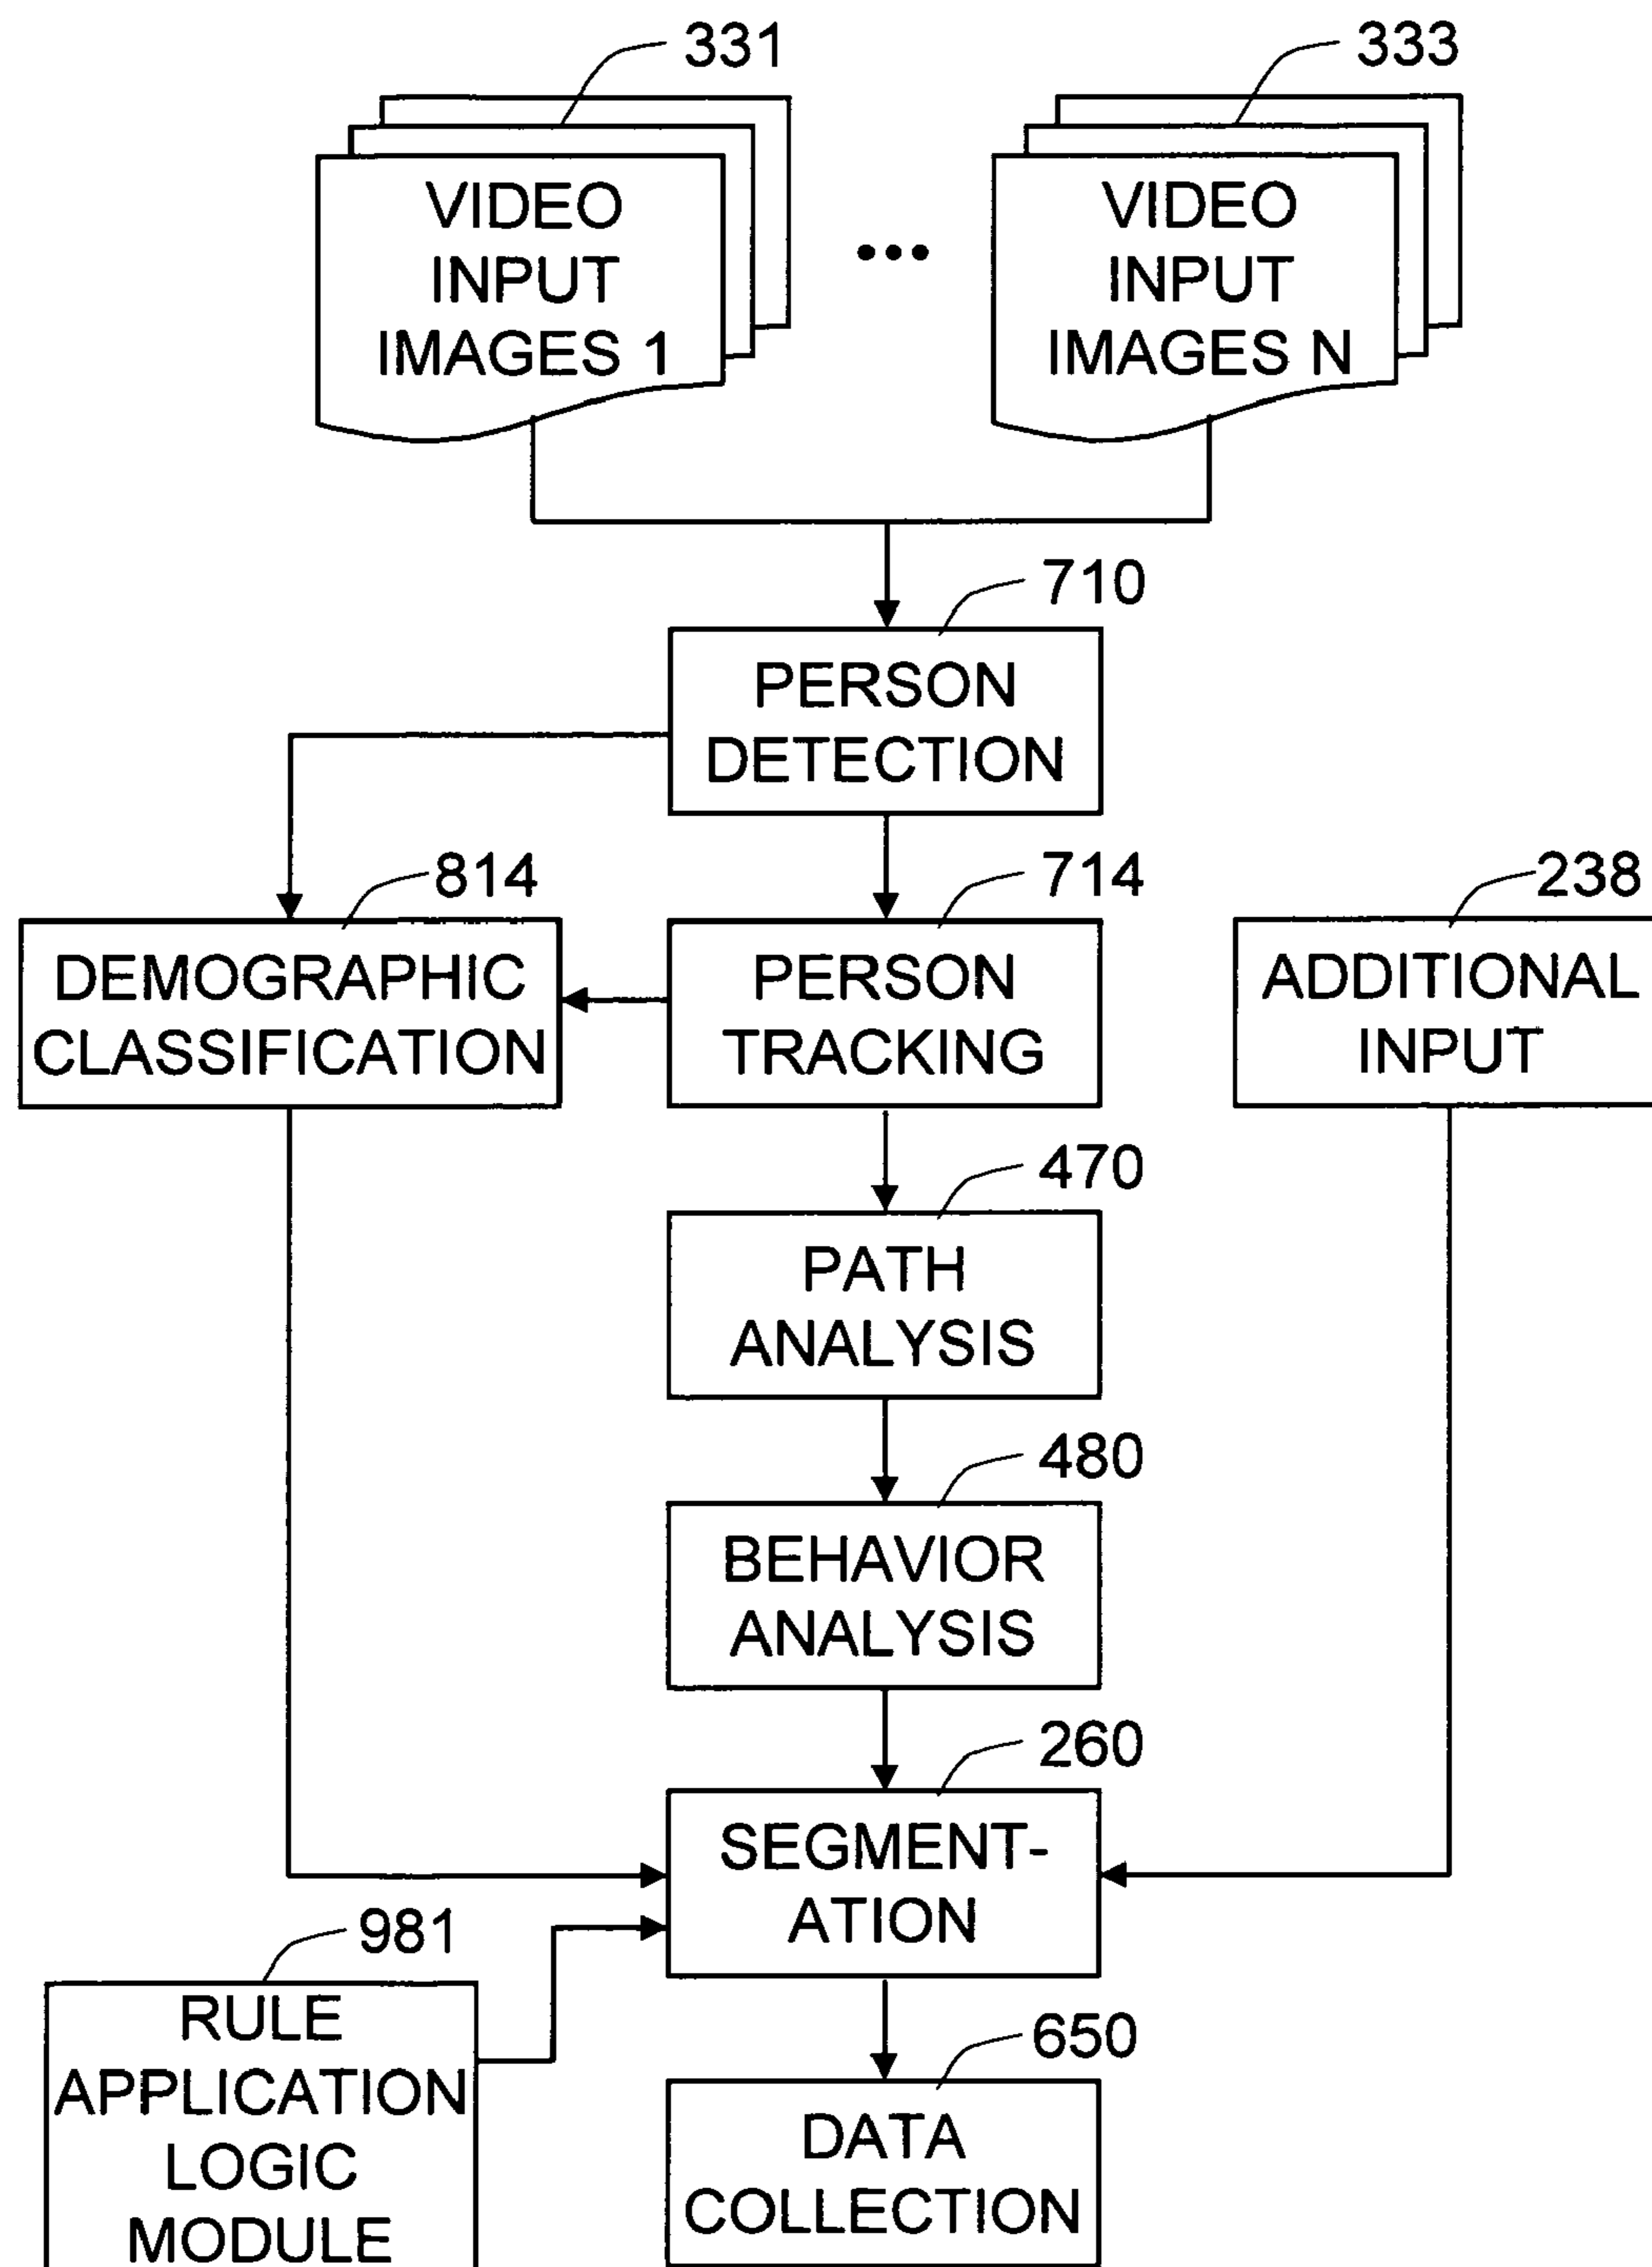 331
333
VIDEO
INPUT
IMAGES 1
•••
VIDEO
INPUT
IMAGES N
710
PERSON
DETECTION
814
714
238
DEMOGRAPHIC
CLASSIFICATION
PERSON
TRACKING
ADDITIONAL
INPUT
470
PATH
ANALYSIS
480
BEHAVIOR
ANALYSIS
260
SEGMENT-
ATION
981
RULE
APPLICATION
LOGIC
MODULE
650
DATA
COLLECTION